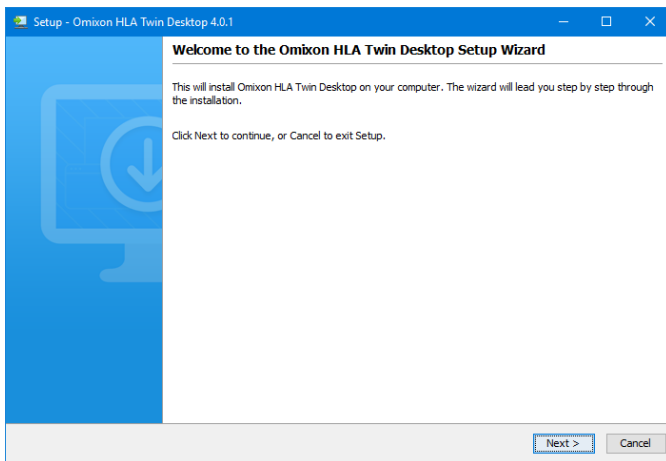 Setup - Omixon HLA Twin Desktop 4.0.1
Welcome to the Omixon HLA Twin Desktop Setup Wizard
This will install Omixon HLA Twin Desktop on your computer. The wizard will lead you step by step through
the installation.
Click Next to continue, or Cancel to exit Setup.
Next >
Cancel